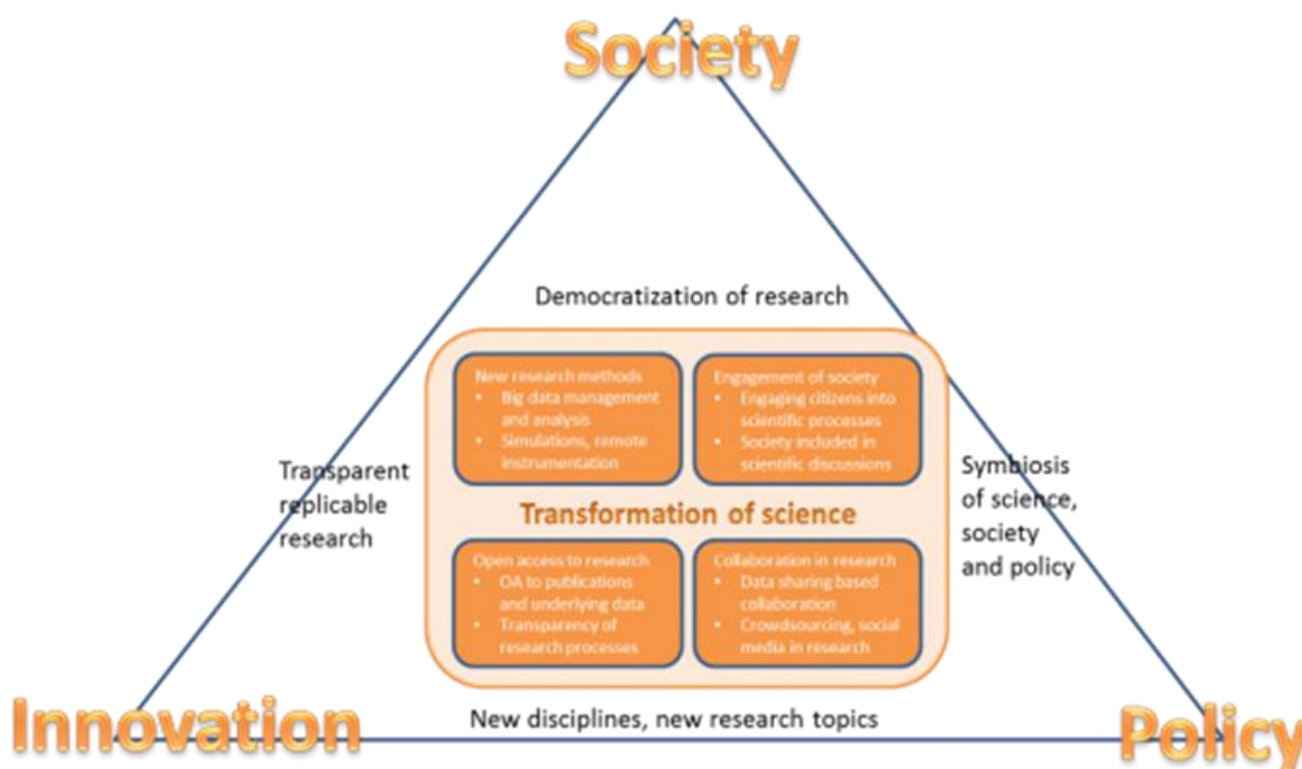 Society
Democratization of research
New research methods
• Big data management
and analysis
• Simulations, remote
instrumentation
Engagement of society
• Engaging citizens into
scientific processes
• Society included in
scientific discussions
Transparent
replicable
research
Transformation of science
Symbiosis
of science,
society
and policy
Open access to research
• OA to publications
and underlying data
• Transparency of
research processes
Collaboration in research
• Data sharing based
collaboration
• Crowdsourcing, social
media in research
Innovation
New disciplines, new research topics
Policy